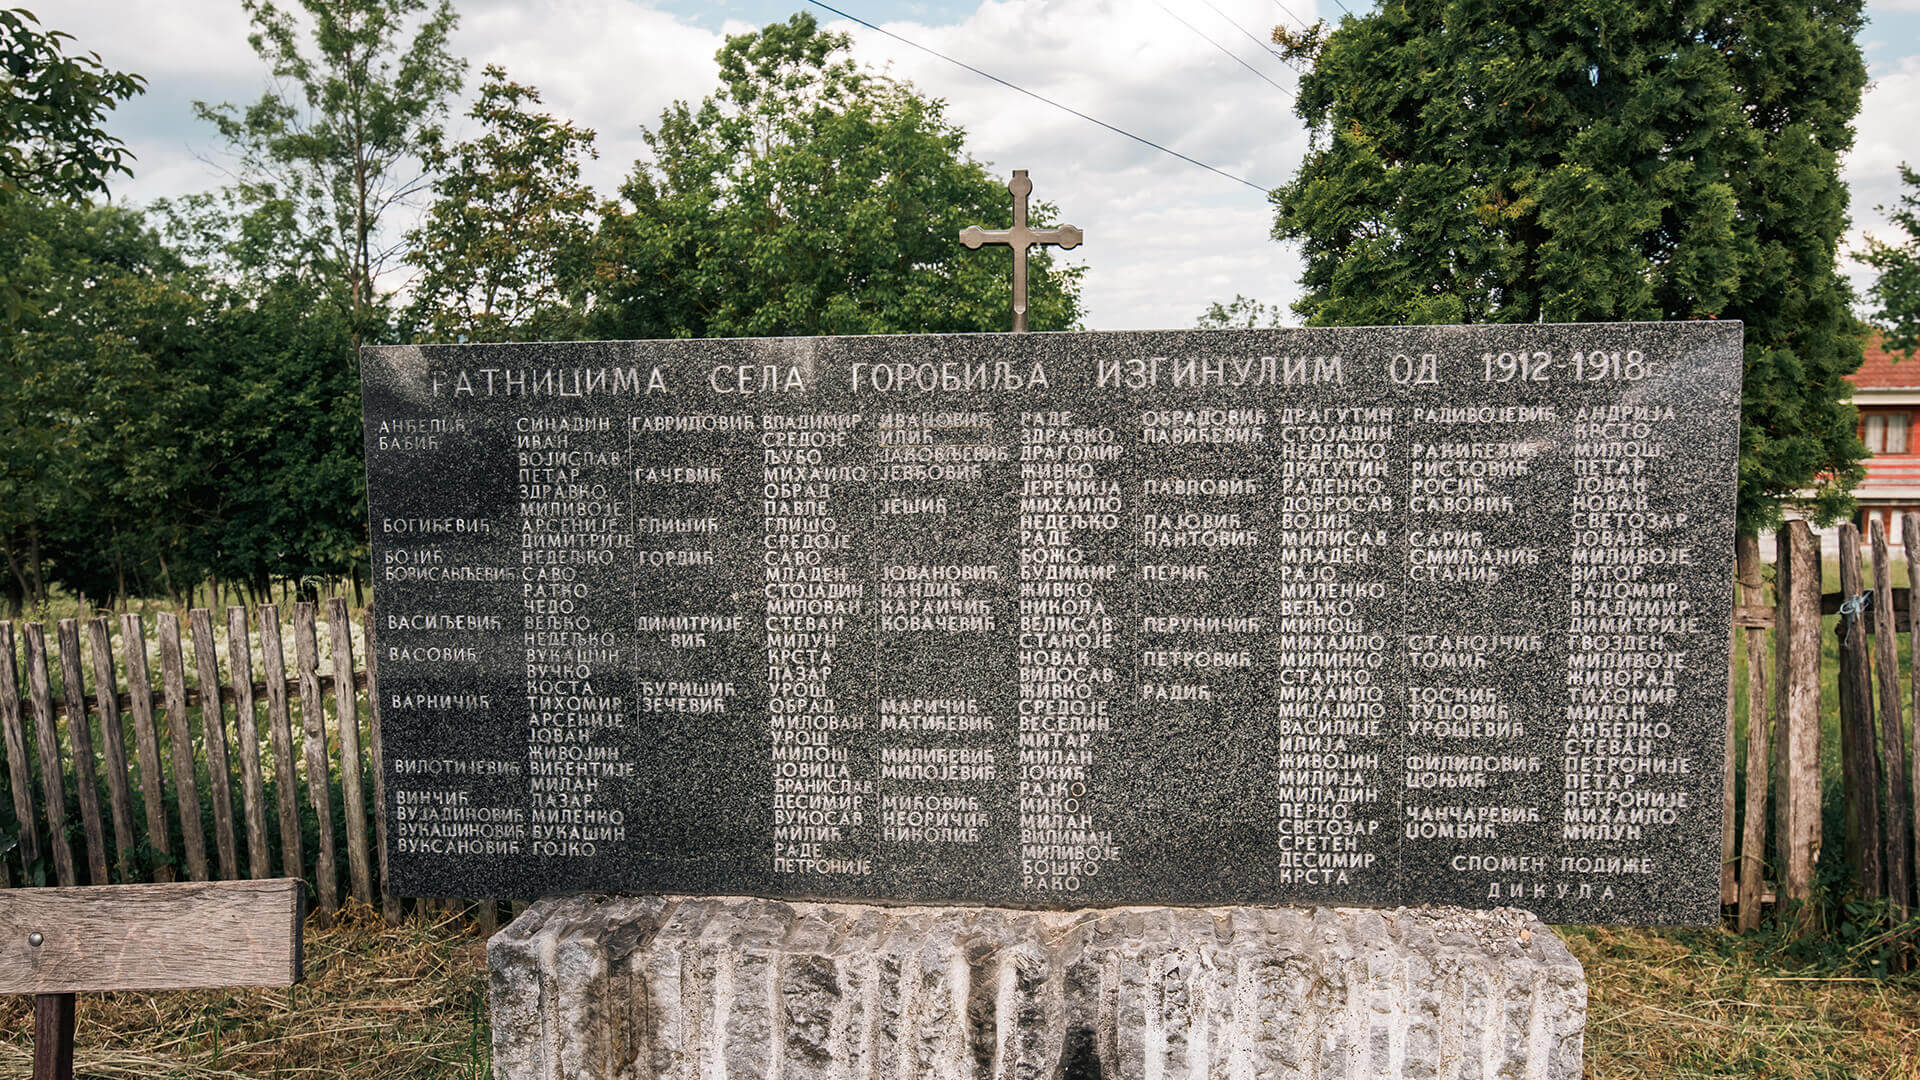 РАТНИЦИМА СЕЛА ГОРОБИЉА ИЗГИНУЛИМ ОД 1912-1918г
АНЂЕЛИЋ СИНАДИН
БАБИЋ ИВАН
ВОЈИСЛАВ
ПЕТАР
ЗДРАВКО
МИЛИВОЈЕ
БОГИЋЕВИЋ АРСЕНИЈЕ
ДИМИТРИЈЕ
БОЈИЋ НЕДЕЉКО
БОРИСАВЉЕВИЋ САВО
РАТКО
ЧЕДО
ВАСИЉЕВИЋ ВЕЉКО
НЕДЕЉКО
ВАСОВИЋ ВУКАШИН
ВУЧКО
КОСТА
ВАРНИЧИЋ ТИХОМИР
АРСЕНИЈЕ
ЈОВАН
ЖИВОЈИН
ВИЛОТИЈЕВИЋ ВИЋЕНТИЈЕ
МИЛАН
ВИНЧИЋ ЛАЗАР
ВУЈАДИНОВИЋ МИЛЕНКО
ВУКАШИНОВИЋ ВУКАШИН
ВУКСАНОВИЋ ГОЈКО
ГАВРИЛОВИЋ ВЛАДИМИР
СРЕДОЈЕ
ЉУБО
ГАЧЕВИЋ МИХАИЛО
ОБРАД
ПАВЛЕ
ГЛИШИЋ ГЛИШО
СРЕДОЈЕ
ГОРДИЋ САВО
МЛАДЕН
СТОЈАДИН
МИЛОВАН
ДИМИТРИЈЕ- СТЕВАН
ВИЋ МИЛУН
КРСТА
ЛАЗАР
ЂУРИШИЋ УРОШ
ЗЕЧЕВИЋ ОБРАД
МИЛОВАН
УРОШ
МИЛОШ
ЈОВИЦА
БРАНИСЛАВ
ДЕСИМИР
ВУКОСАВ
МИЛИЋ
РАДЕ
ПЕТРОНИЈЕ
ИВАНОВИЋ РАДЕ
ИЛИЋ ЗДРАВКО
ЈАКОВЉЕВИЋ ДРАГОМИР
ЈЕВЂОВИЋ ЖИВКО
ЈЕРЕМИЈА
ЈЕШИЋ МИХАИЛО
НЕДЕЉКО
РАДЕ
БОЖО
ЈОВАНОВИЋ БУДИМИР
КАНДИЋ ЖИВКО
КАРАИЧИЋ НИКОЛА
КОВАЧЕВИЋ ВЕЛИСАВ
СТАНОЈЕ
НОВАК
ВИДОСАВ
ЖИВКО
МАРИЧИЋ СРЕДОЈЕ
МАТИЋЕВИЋ ВЕСЕЛИН
МИТАР
МИЛИЋЕВИЋ МИЛАН
МИЛОЈЕВИЋ ЈОКИЋ
РАЈКО
МИЋОВИЋ МИКО
НЕОРИЧИЋ МИЛАН
НИКОЛИЋ ВИЛИМАН
МИЛИВОЈЕ
БОШКО
РАКО
ОБРАДОВИЋ ДРАГУТИН
ПАВИЋЕВИЋ СТОЈАДИН
НЕДЕЉКО
ДРАГУТИН
ПАВЛОВИЋ РАДЕНКО
ДОБРОСАВ
ПАЈОВИЋ ВОЈИН
ПАНТОВИЋ МИЛИСАВ
МЛАДЕН
ПЕРИЋ РАЈО
МИЛЕНКО
ВЕЉКО
ПЕРУНИЧИЋ МИЛОШ
МИХАИЛО
ПЕТРОВИЋ МИЛИНКО
СТАНКО
РАДИЋ МИХАИЛО
МИЈАИЛО
ВАСИЛИЈЕ
ИЛИЈА
ЖИВОЈИН
МИЛИЈА
МИЛАДИН
ПЕРКО
СВЕТОЗАР
СРЕТЕН
ДЕСИМИР
КРСТА
РАДИВОЈЕВИЋ АНДРИЈА
КРСТО
РАКИЋЕВИЋ МИЛОШ
РИСТОВИЋ ПЕТАР
РОСИЋ ЈОВАН
САВОВИЋ НОВАК
СВЕТОЗАР
САРИЋ ЈОВАН
СМИЉАНИЋ МИЛИВОЈЕ
СТАНИЋ ВИТОР
РАДОМИР
ВЛАДИМИР
ДИМИТРИЈЕ
СТАНОЈЧИЋ ГВОЗДЕН
ТОМИЋ МИЛИВОЈЕ
ЖИВОРАД
ТОСКИЋ ТИХОМИР
ТУЦОВИЋ МИЛАН
УРОШЕВИЋ АНЂЕЛКО
СТЕВАН
ФИЛИПОВИЋ ПЕТРОНИЈЕ
ЦОЊИЋ ПЕТАР
ПЕТРОНИЈЕ
ЧАНЧАРЕВИЋ МИХАИЛО
ЏОМБИЋ МИЛУН
СПОМЕН ПОДИЖЕ
ДИКУЛА